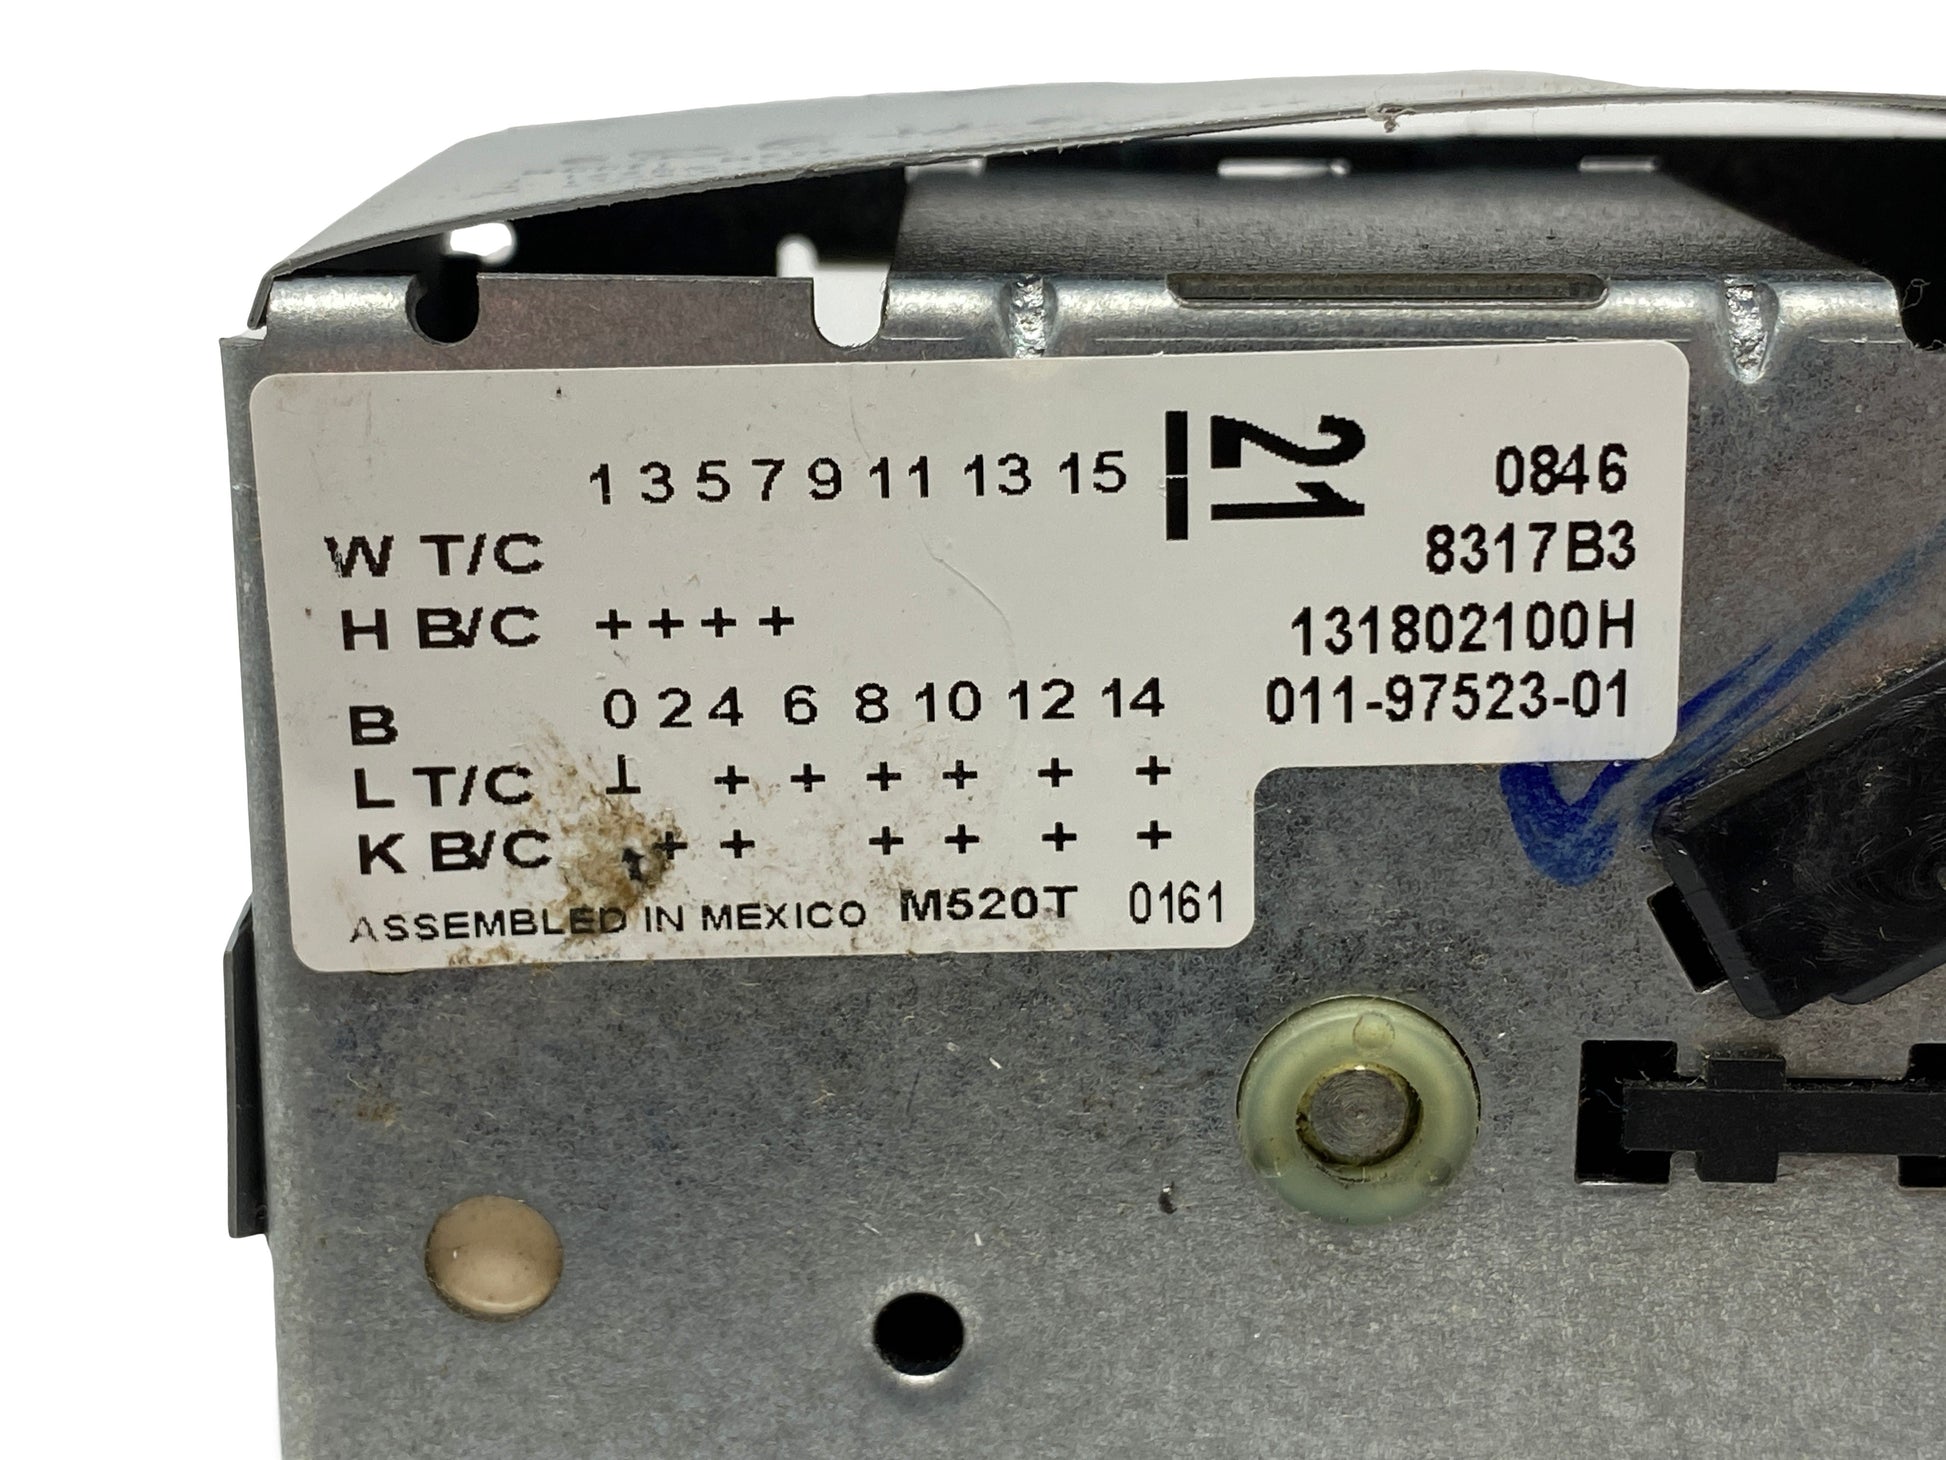 1 3 5 7 9 11 13 15
21
0846
W T/C
8317B3
H B/C ++++
131802100H
B 0 2 4 6 8 10 12 14
011-97523-01
L T/C ⊥ + + + + + +
K B/C + + + + + +
ASSEMBLED IN MEXICO M520T 0161